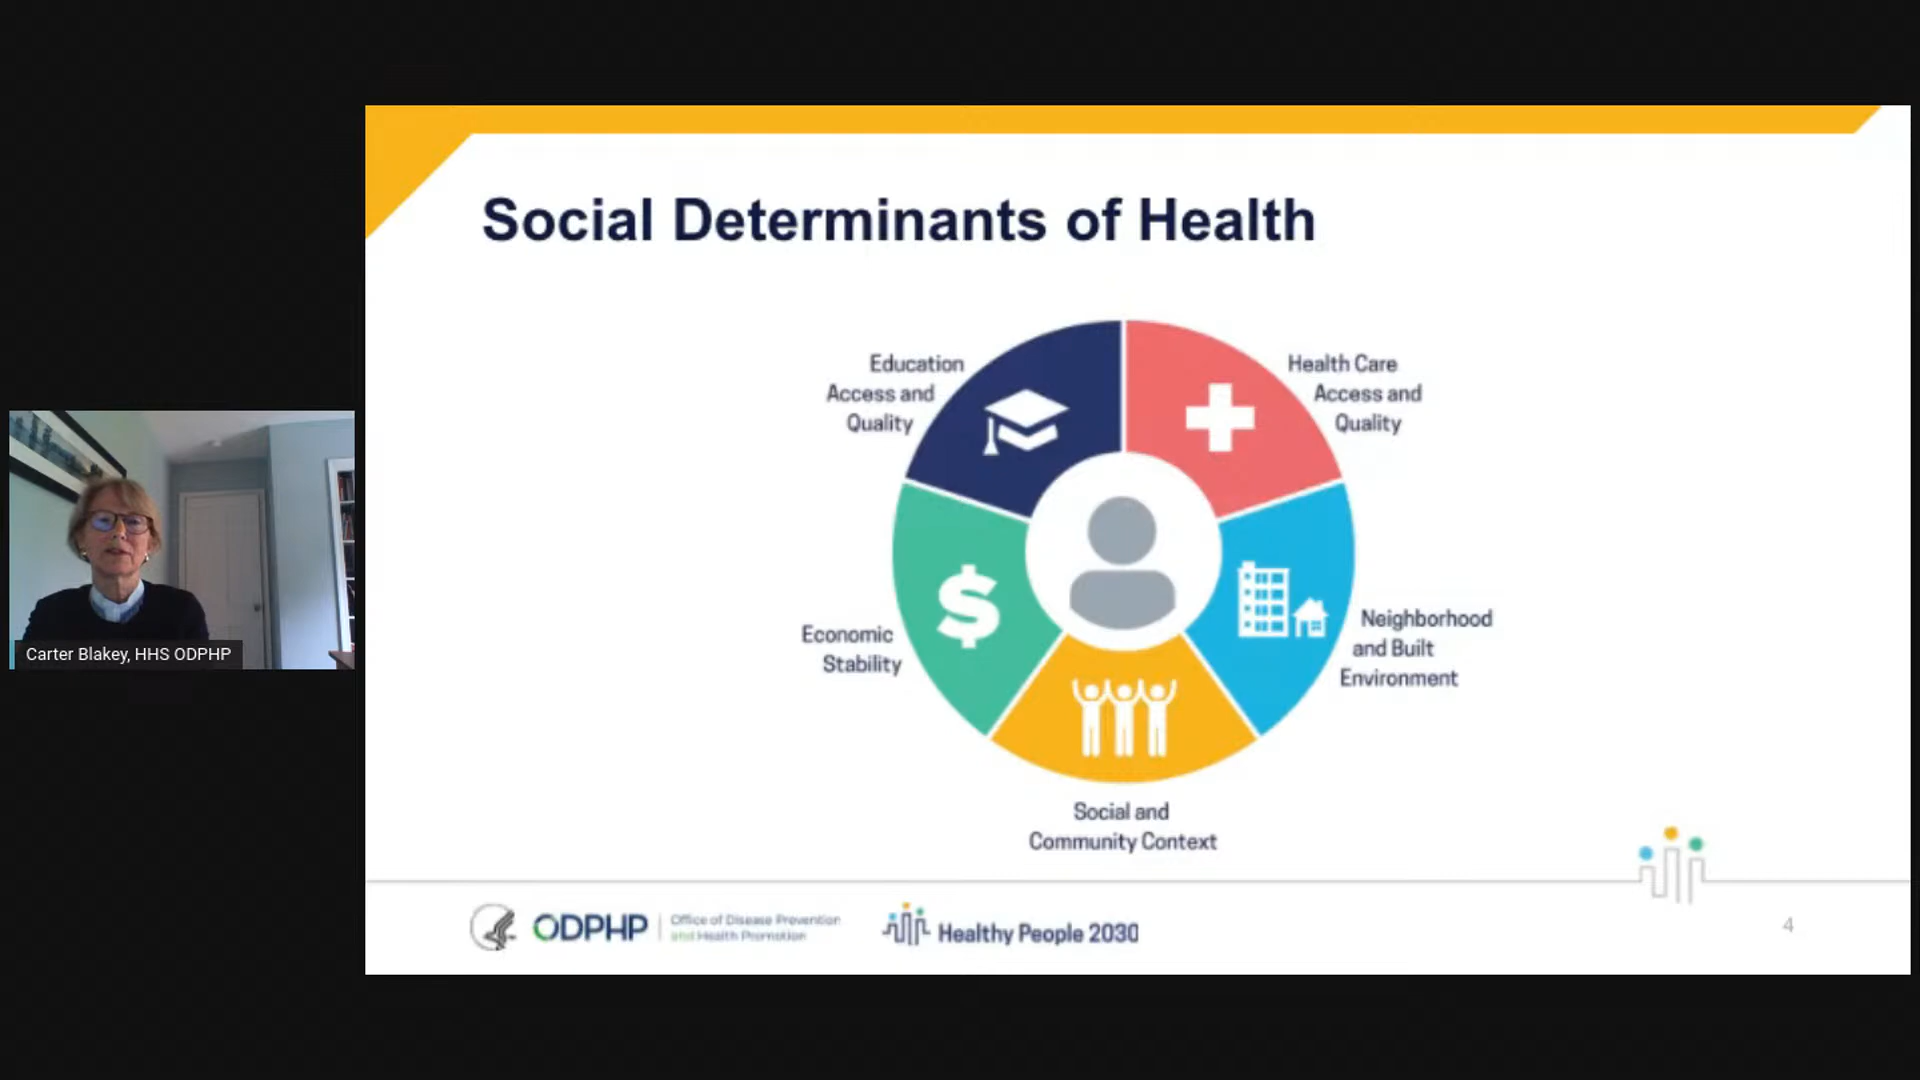 Social Determinants of Health
Education
Access and
Quality
Health Care
Access and
Quality
Economic
Stability
Neighborhood
and Built
Environment
Social and
Community Context
Carter Blakey, HHS ODPHP
ODPHP
Office of Disease Prevention
and Health Promotion
Healthy People 2030
4